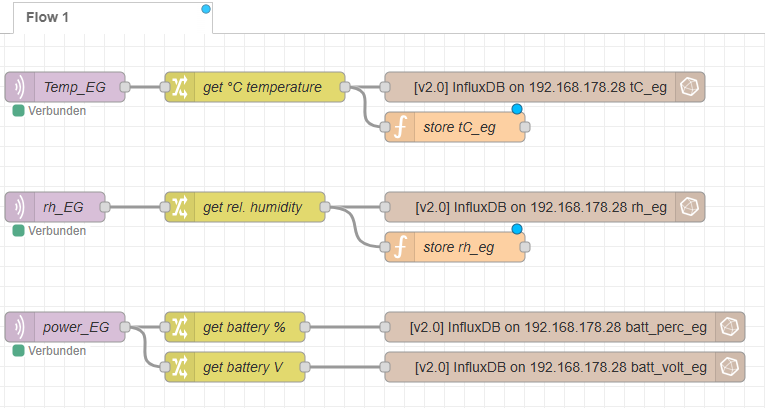 Flow 1
Temp_EG
get °C temperature
[v2.0] InfluxDB on 192.168.178.28 tC_eg
Verbunden
store tC_eg
rh_EG
get rel. humidity
[v2.0] InfluxDB on 192.168.178.28 rh_eg
Verbunden
store rh_eg
power_EG
get battery %
[v2.0] InfluxDB on 192.168.178.28 batt_perc_eg
Verbunden
get battery V
[v2.0] InfluxDB on 192.168.178.28 batt_volt_eg